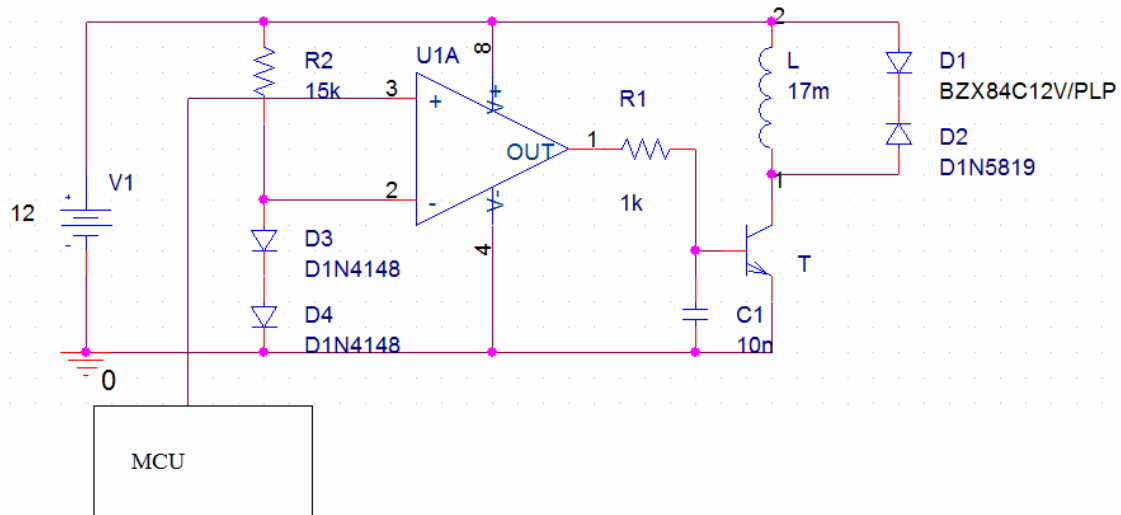 2
8
U1A
R2
15k
L
17m
D1
BZX84C12V/PLP
3
+
V+
R1
D2
D1N5819
OUT
1
1
12
V1
+
-
2
-
V-
1k
4
D3
D1N4148
T
D4
D1N4148
C1
10n
0
MCU